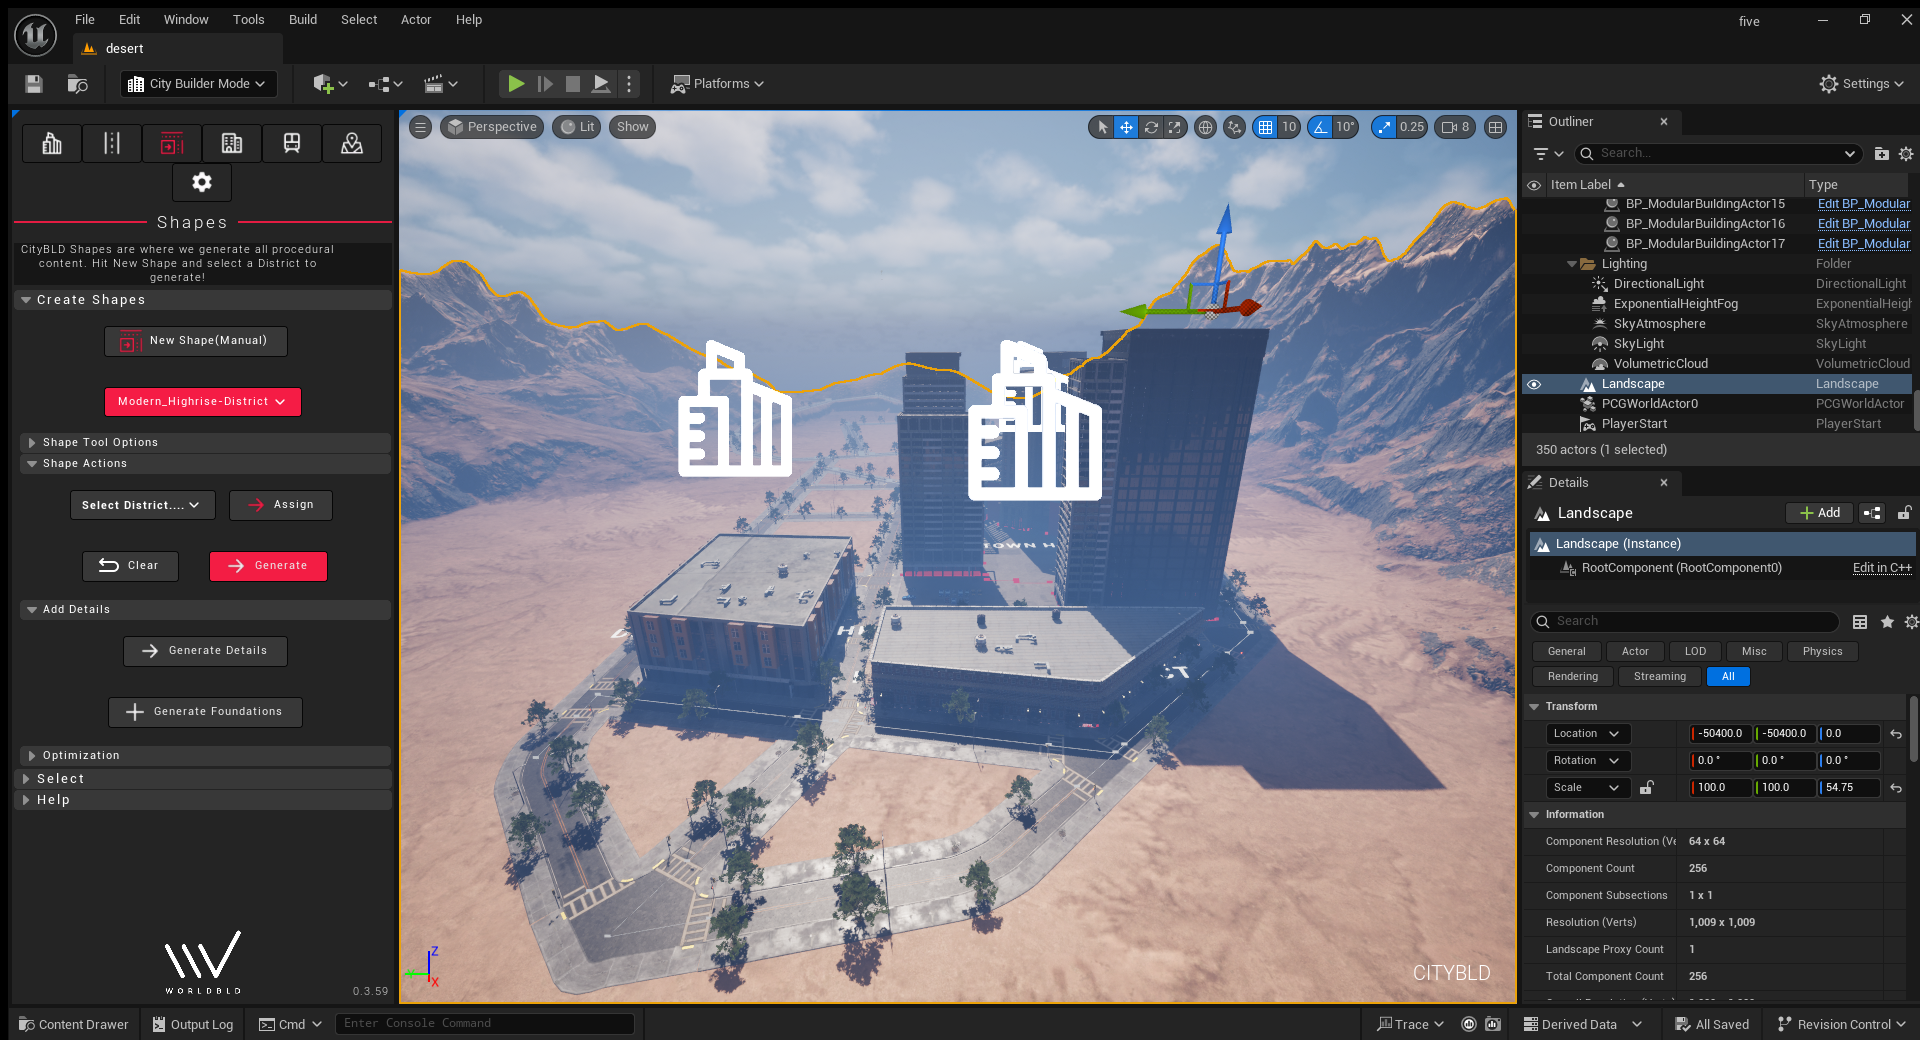 File Edit Window Tools Build Select Actor Help
five
desert
City Builder Mode
Platforms
Settings
Perspective
Lit
Show
10
10°
0.25
8
Shapes
CityBLD Shapes are where we generate all procedural
content. Hit New Shape and select a District to
generate!
Create Shapes
New Shape(Manual)
Modern_Highrise-District
Shape Tool Options
Shape Actions
Select District....
Assign
Clear
Generate
Add Details
Generate Details
Generate Foundations
Optimization
Select
Help
WORLDBLD
0.3.59
TOWN H
HI
ST
Z
X
CITYBLD
Outliner
Search...
Item Label
Type
BP_ModularBuildingActor15 Edit BP_Modular
BP_ModularBuildingActor16 Edit BP_Modular
BP_ModularBuildingActor17 Edit BP_Modular
Lighting Folder
DirectionalLight DirectionalLight
ExponentialHeightFog ExponentialHeigh
SkyAtmosphere SkyAtmosphere
SkyLight SkyLight
VolumetricCloud VolumetricCloud
Landscape Landscape
PCGWorldActor0 PCGWorldActor
PlayerStart PlayerStart
350 actors (1 selected)
Details
Landscape
Add
Landscape (Instance)
RootComponent (RootComponent0) Edit in C++
Search
General Actor LOD Misc Physics
Rendering Streaming All
Transform
Location -50400.0 -50400.0 0.0
Rotation 0.0 ° 0.0 ° 0.0 °
Scale 100.0 100.0 54.75
Information
Component Resolution (Ve 64 x 64
Component Count 256
Component Subsections 1 x 1
Resolution (Verts) 1,009 x 1,009
Landscape Proxy Count 1
Total Component Count 256
Content Drawer
Output Log
Cmd
Enter Console Command
Trace
Derived Data
All Saved
Revision Control